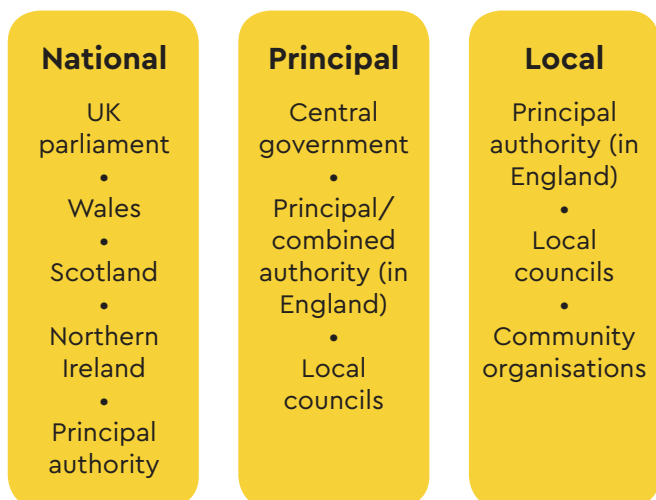 National
UK
parliament
•
Wales
•
Scotland
•
Northern
Ireland
•
Principal
authority
Principal
Central
government
•
Principal/
combined
authority (in
England)
•
Local
councils
Local
Principal
authority (in
England)
•
Local
councils
•
Community
organisations